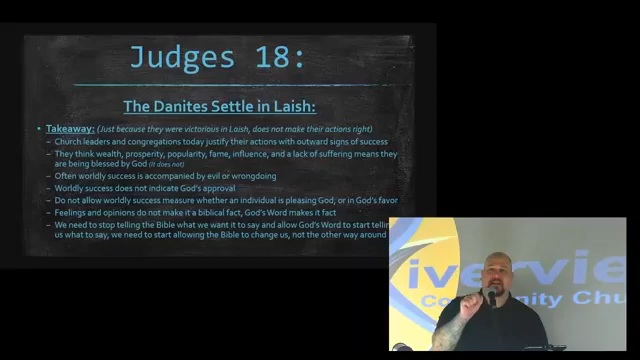 Judges 18:
The Danites Settle in Laish:
• Takeaway: (Just because they were victorious in Laish, does not make their actions right)
– Church leaders and congregations today justify their actions with outward signs of success
– They think wealth, prosperity, popularity, fame, influence, and a lack of suffering means they
are being blessed by God (it does not)
– Often worldly success is accompanied by evil or wrongdoing
– Worldly success does not indicate God's approval
– Do not allow worldly success measure whether an individual is pleasing God, or in God's favor
– Feelings and opinions do not make it a biblical fact, God's Word makes it fact
– We need to stop telling the Bible what we want it to say and allow God's Word to start
us what to say, we need to start allowing the Bible to change us, not the other way around
iverview
Community Chu